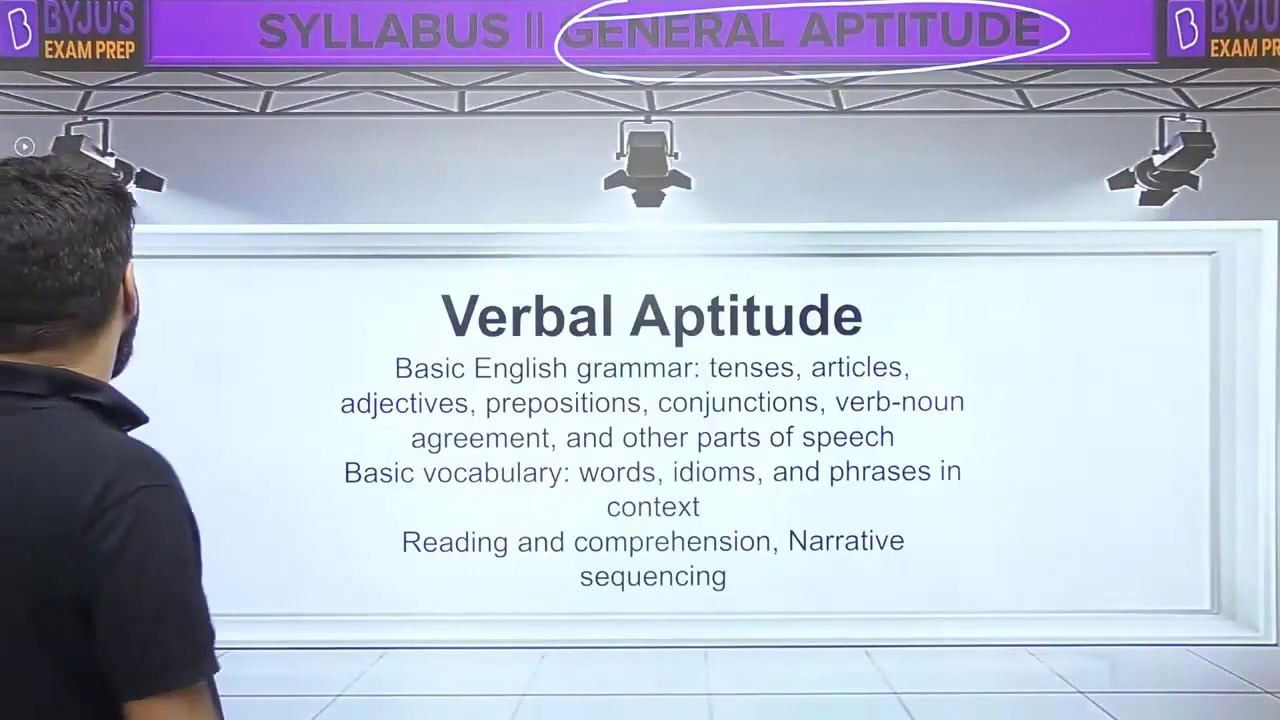 BYJU'S
EXAM PREP
SYLLABUS || GENERAL APTITUDE
BYJU
EXAM PR
Verbal Aptitude
Basic English grammar: tenses, articles,
adjectives, prepositions, conjunctions, verb-noun
agreement, and other parts of speech
Basic vocabulary: words, idioms, and phrases in
context
Reading and comprehension, Narrative
sequencing